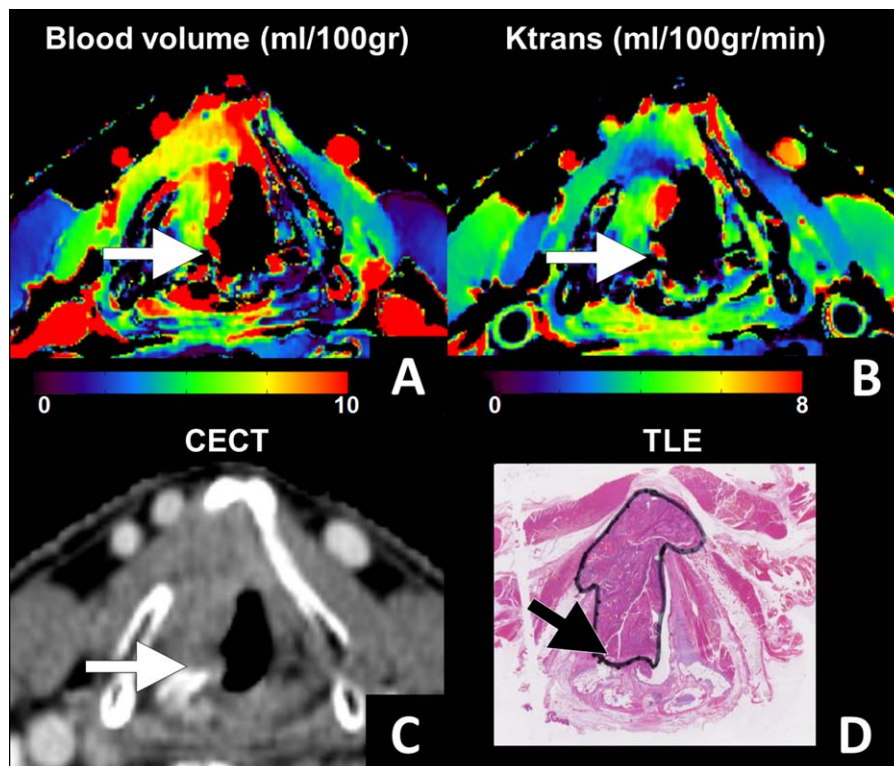 Blood volume (ml/100gr)
Ktrans (ml/100gr/min)
A
0
10
B
0
8
CECT
TLE
C
D